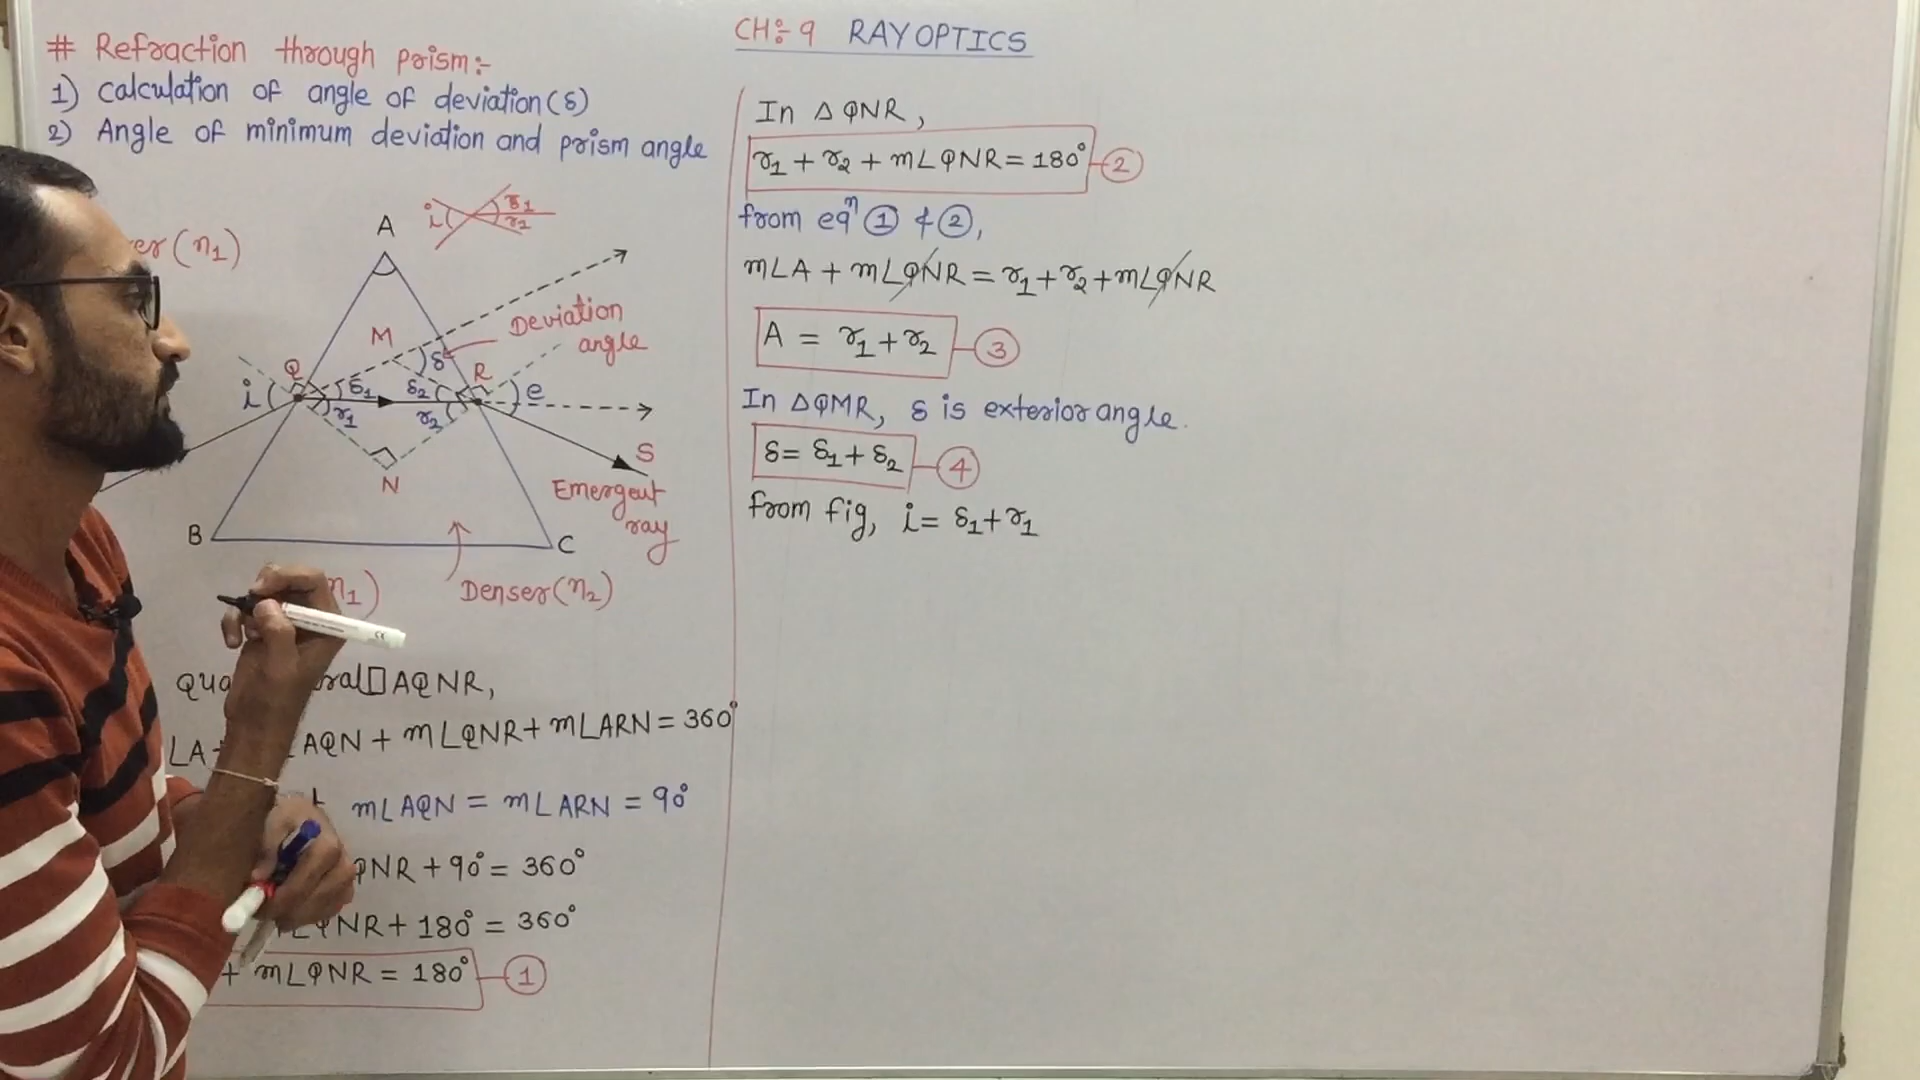 CH:- 9 RAY OPTICS
# Refraction through prism:-
1) Calculation of angle of deviation (δ)
2) Angle of minimum deviation and prism angle
i δ1
r2
A
(n1)
M
Deviation
angle
δ
Q
R
i
δ1
δ2
e
r1
r2
N
S
Emergent
ray
B
C
n1)
Denser (n2)
□AQNR,
∠A + AQN + m∠QNR + m∠ARN = 360°
m∠AQN = m∠ARN = 90°
QNR + 90° = 360°
∠QNR + 180° = 360°
+ m∠QNR = 180° 1
In △QNR,
r1 + r2 + m∠QNR = 180° 2
from eqn 1 & 2,
m∠A + m∠QNR = r1 + r2 + m∠QNR
A = r1 + r2 3
In △QMR, δ is exterior angle.
δ = δ1 + δ2 4
from fig, i = δ1 + r1